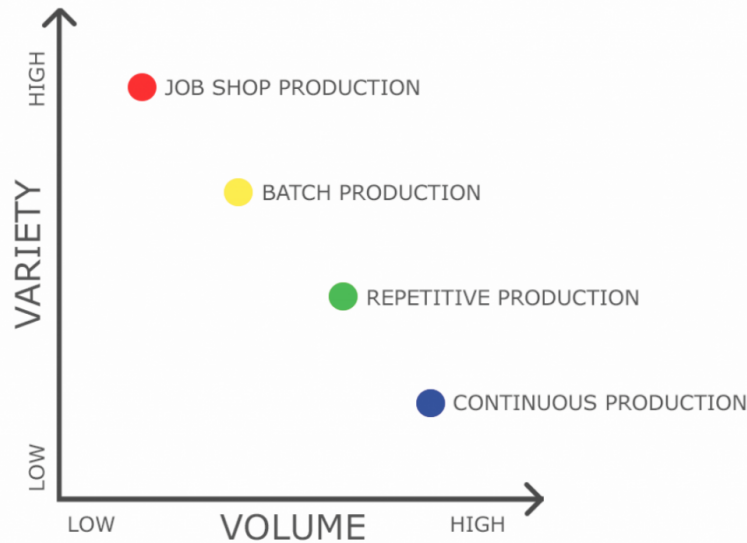 HIGH
JOB SHOP PRODUCTION
BATCH PRODUCTION
VARIETY
REPETITIVE PRODUCTION
CONTINUOUS PRODUCTION
LOW
LOW
VOLUME
HIGH